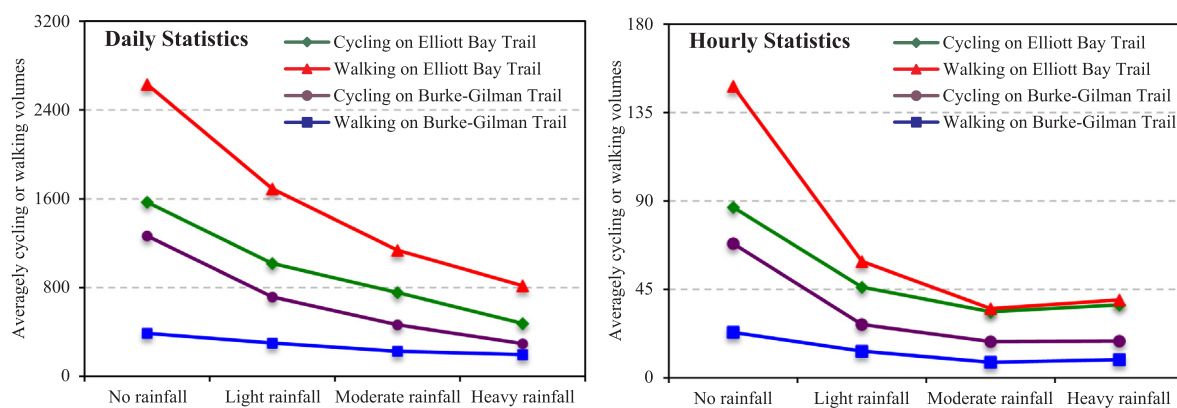 Daily Statistics
Averagely cycling or walking volumes
3200
2400
1600
800
0
Cycling on Elliott Bay Trail
Walking on Elliott Bay Trail
Cycling on Burke-Gilman Trail
Walking on Burke-Gilman Trail
No rainfall
Light rainfall
Moderate rainfall
Heavy rainfall
Hourly Statistics
Averagely cycling or walking volumes
180
135
90
45
0
Cycling on Elliott Bay Trail
Walking on Elliott Bay Trail
Cycling on Burke-Gilman Trail
Walking on Burke-Gilman Trail
No rainfall
Light rainfall
Moderate rainfall
Heavy rainfall